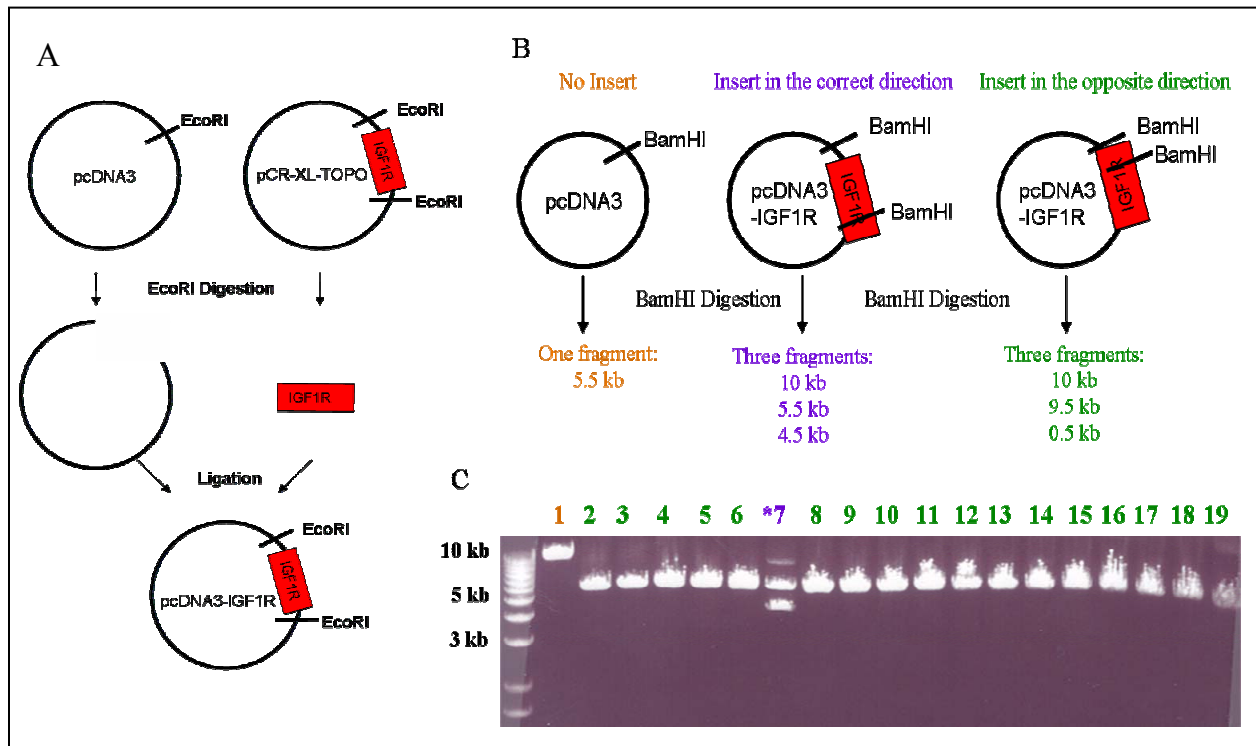 A
EcoRI
pcDNA3
EcoRI
pCR-XL-TOPO
IGF1R
EcoRI
EcoRI Digestion
IGF1R
Ligation
EcoRI
pcDNA3-IGF1R
IGF1R
EcoRI
B
No Insert
Insert in the correct direction
Insert in the opposite direction
BamHI
pcDNA3
BamHI
pcDNA3
-IGF1R
IGF1R
BamHI
BamHI
BamHI
pcDNA3
-IGF1R
IGF1R
BamHI Digestion
BamHI Digestion
One fragment:
5.5 kb
Three fragments:
10 kb
5.5 kb
4.5 kb
Three fragments:
10 kb
9.5 kb
0.5 kb
C
1 2 3 4 5 6 *7 8 9 10 11 12 13 14 15 16 17 18 19
10 kb
5 kb
3 kb